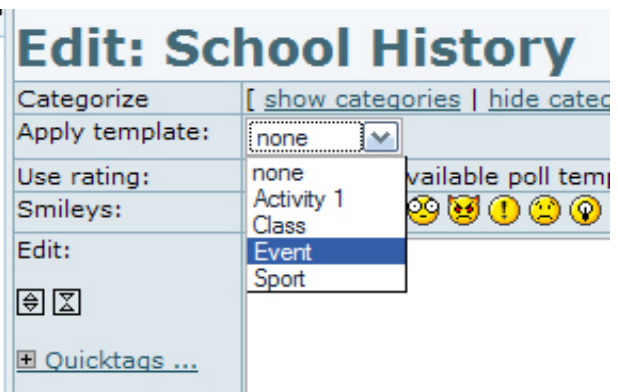 Edit: School History
Categorize [ show categories | hide categ
Apply template: none
none
Activity 1
Class
Event
Sport
Use rating: vailable poll temp
Smileys:
Edit:
Quicktags ...